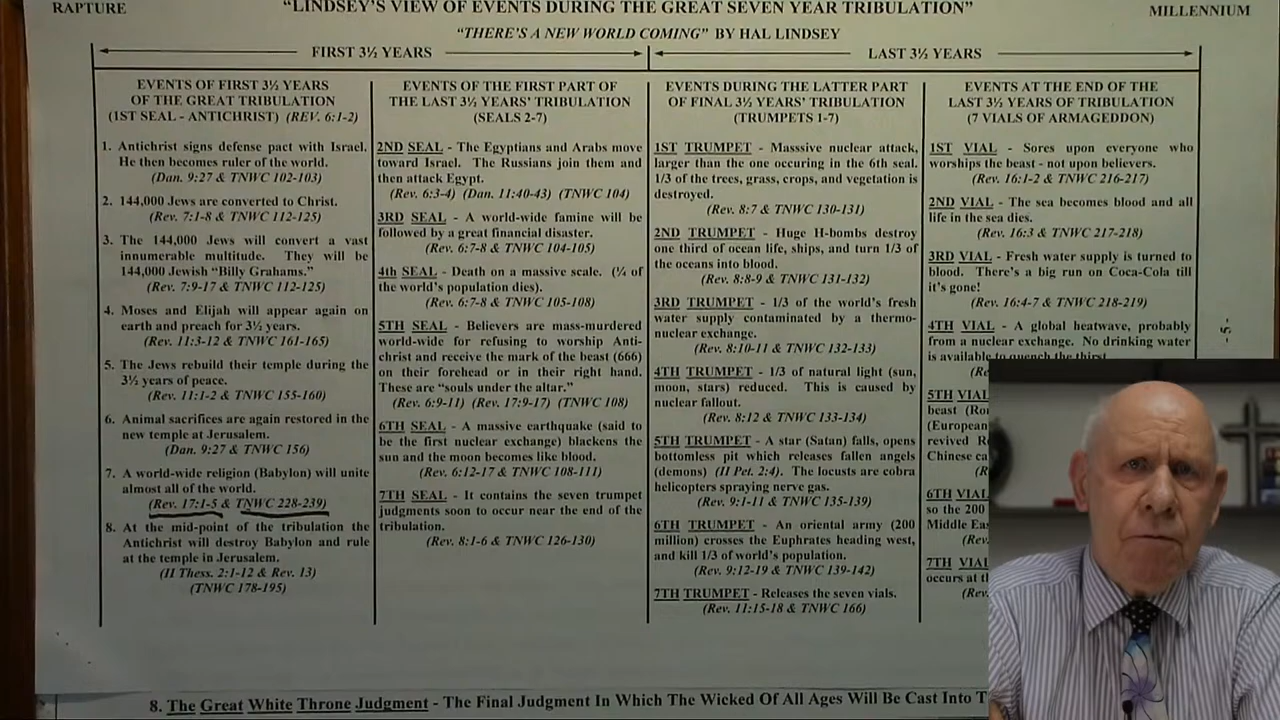 RAPTURE
"LINDSEY'S VIEW OF EVENTS DURING THE GREAT SEVEN YEAR TRIBULATION"
MILLENNIUM
"THERE'S A NEW WORLD COMING" BY HAL LINDSEY
FIRST 3½ YEARS
LAST 3½ YEARS
EVENTS OF FIRST 3½ YEARS
OF THE GREAT TRIBULATION
(1ST SEAL - ANTICHRIST) (REV. 6:1-2)
1. Antichrist signs defense pact with Israel.
He then becomes ruler of the world.
(Dan. 9:27 & TNWC 102-103)
2. 144,000 Jews are converted to Christ.
(Rev. 7:1-8 & TNWC 112-125)
3. The 144,000 Jews will convert a vast
innumerable multitude. They will be
144,000 Jewish "Billy Grahams."
(Rev. 7:9-17 & TNWC 112-125)
4. Moses and Elijah will appear again on
earth and preach for 3½ years.
(Rev. 11:3-12 & TNWC 161-165)
5. The Jews rebuild their temple during the
3½ years of peace.
(Rev. 11:1-2 & TNWC 155-160)
6. Animal sacrifices are again restored in the
new temple at Jerusalem.
(Dan. 9:27 & TNWC 156)
7. A world-wide religion (Babylon) will unite
almost all of the world.
(Rev. 17:1-5 & TNWC 228-239)
8. At the mid-point of the tribulation the
Antichrist will destroy Babylon and rule
at the temple in Jerusalem.
(II Thess. 2:1-12 & Rev. 13)
(TNWC 178-195)
EVENTS OF THE FIRST PART OF
THE LAST 3½ YEARS' TRIBULATION
(SEALS 2-7)
2ND SEAL - The Egyptians and Arabs move
toward Israel. The Russians join them and
then attack Egypt.
(Rev. 6:3-4) (Dan. 11:40-43) (TNWC 104)
3RD SEAL - A world-wide famine will be
followed by a great financial disaster.
(Rev. 6:7-8 & TNWC 104-105)
4th SEAL - Death on a massive scale. (¼ of
the world's population dies).
(Rev. 6:7-8 & TNWC 105-108)
5TH SEAL - Believers are mass-murdered
world-wide for refusing to worship Anti-
christ and receive the mark of the beast (666)
on their forehead or in their right hand.
These are "souls under the altar."
(Rev. 6:9-11) (Rev. 17:9-17) (TNWC 108)
6TH SEAL - A massive earthquake (said to
be the first nuclear exchange) blackens the
sun and the moon becomes like blood.
(Rev. 6:12-17 & TNWC 108-111)
7TH SEAL - It contains the seven trumpet
judgments soon to occur near the end of the
tribulation.
(Rev. 8:1-6 & TNWC 126-130)
EVENTS DURING THE LATTER PART
OF FINAL 3½ YEARS' TRIBULATION
(TRUMPETS 1-7)
1ST TRUMPET - Masssive nuclear attack,
larger than the one occuring in the 6th seal.
1/3 of the trees, grass, crops, and vegetation is
destroyed.
(Rev. 8:7 & TNWC 130-131)
2ND TRUMPET - Huge H-bombs destroy
one third of ocean life, ships, and turn 1/3 of
the oceans into blood.
(Rev. 8:8-9 & TNWC 131-132)
3RD TRUMPET - 1/3 of the world's fresh
water supply contaminated by a thermo-
nuclear exchange.
(Rev. 8:10-11 & TNWC 132-133)
4TH TRUMPET - 1/3 of natural light (sun,
moon, stars) reduced. This is caused by
nuclear fallout.
(Rev. 8:12 & TNWC 133-134)
5TH TRUMPET - A star (Satan) falls, opens
bottomless pit which releases fallen angels
(demons) (II Pet. 2:4). The locusts are cobra
helicopters spraying nerve gas.
(Rev. 9:1-11 & TNWC 135-139)
6TH TRUMPET - An oriental army (200
million) crosses the Euphrates heading west,
and kill 1/3 of world's population.
(Rev. 9:12-19 & TNWC 139-142)
7TH TRUMPET - Releases the seven vials.
(Rev. 11:15-18 & TNWC 166)
EVENTS AT THE END OF THE
LAST 3½ YEARS OF TRIBULATION
(7 VIALS OF ARMAGEDDON)
1ST VIAL - Sores upon everyone who
worships the beast - not upon believers.
(Rev. 16:1-2 & TNWC 216-217)
2ND VIAL - The sea becomes blood and all
life in the sea dies.
(Rev. 16:3 & TNWC 217-218)
3RD VIAL - Fresh water supply is turned to
blood. There's a big run on Coca-Cola till
it's gone!
(Rev. 16:4-7 & TNWC 218-219)
4TH VIAL - A global heatwave, probably
from a nuclear exchange. No drinking water
is available to quench the thirst.
(Re
5TH VIAL
beast (Ro
(European
revived R
Chinese ca
(R
6TH VIAL
so the 200
Middle Eas
(Rev.
7TH VIAL
occurs at t
(Rev.
-5-
8. The Great White Throne Judgment - The Final Judgment In Which The Wicked Of All Ages Will Be Cast Into T